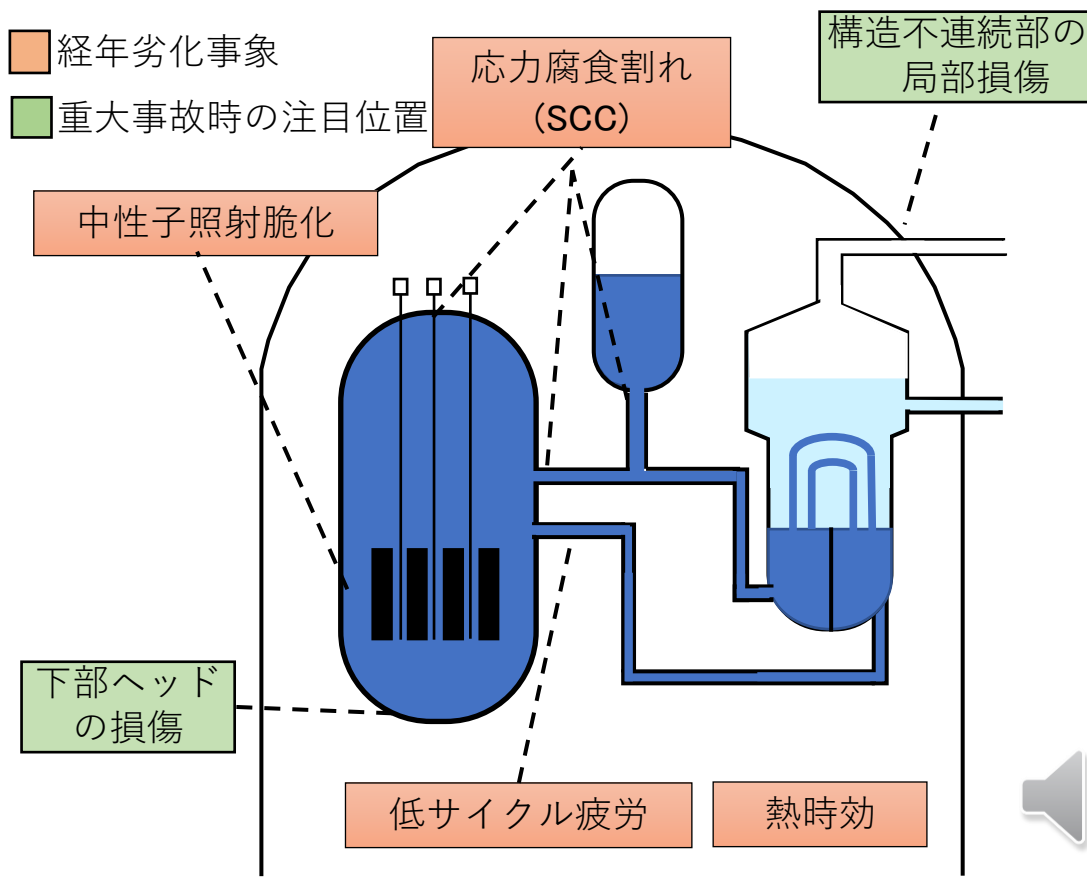 経年劣化事象
重大事故時の注目位置
応力腐食割れ
(SCC)
構造不連続部の
局部損傷
中性子照射脆化
下部ヘッド
の損傷
低サイクル疲労
熱時効